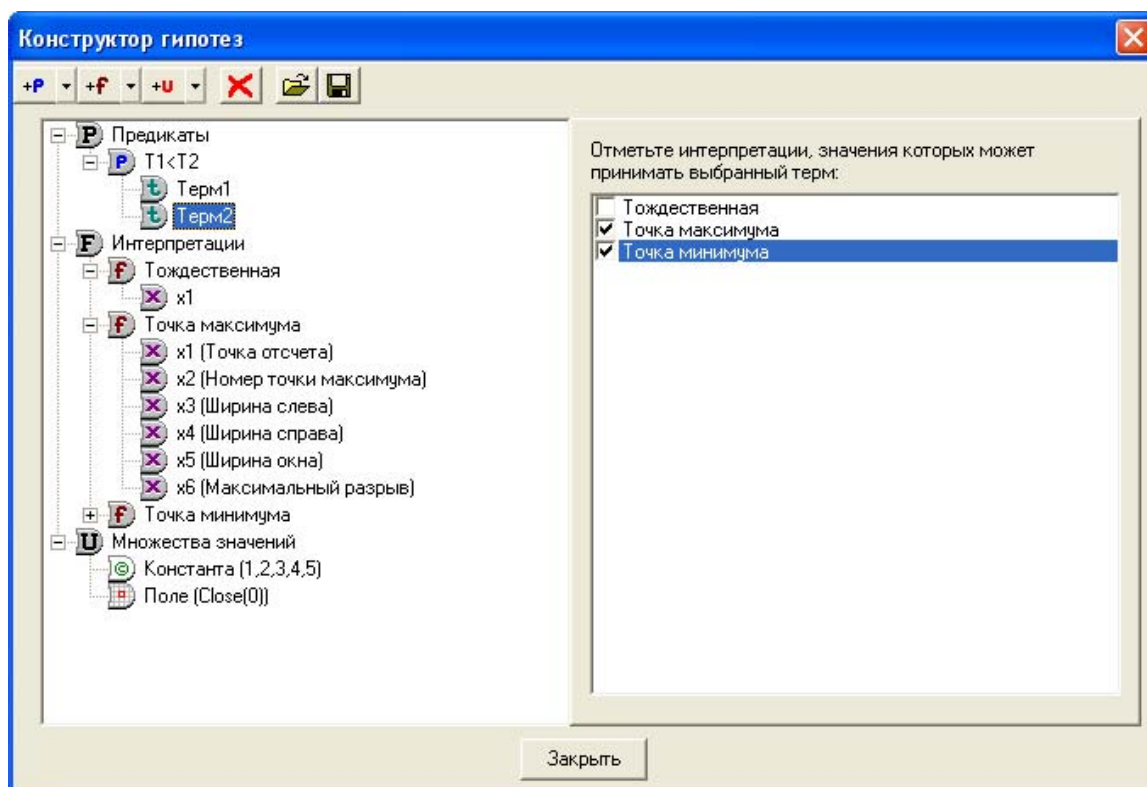 Конструктор гипотез
+P +f +U
P Предикаты
P T1<T2
t Терм1
t Терм2
F Интерпретации
f Тождественная
x x1
f Точка максимума
x x1 (Точка отсчета)
x x2 (Номер точки максимума)
x x3 (Ширина слева)
x x4 (Ширина справа)
x x5 (Ширина окна)
x x6 (Максимальный разрыв)
f Точка минимума
U Множества значений
© Константа (1,2,3,4,5)
Поле (Close(0))
Отметьте интерпретации, значения которых может
принимать выбранный терм:
Тождественная
Точка максимума
Точка минимума
Закрыть